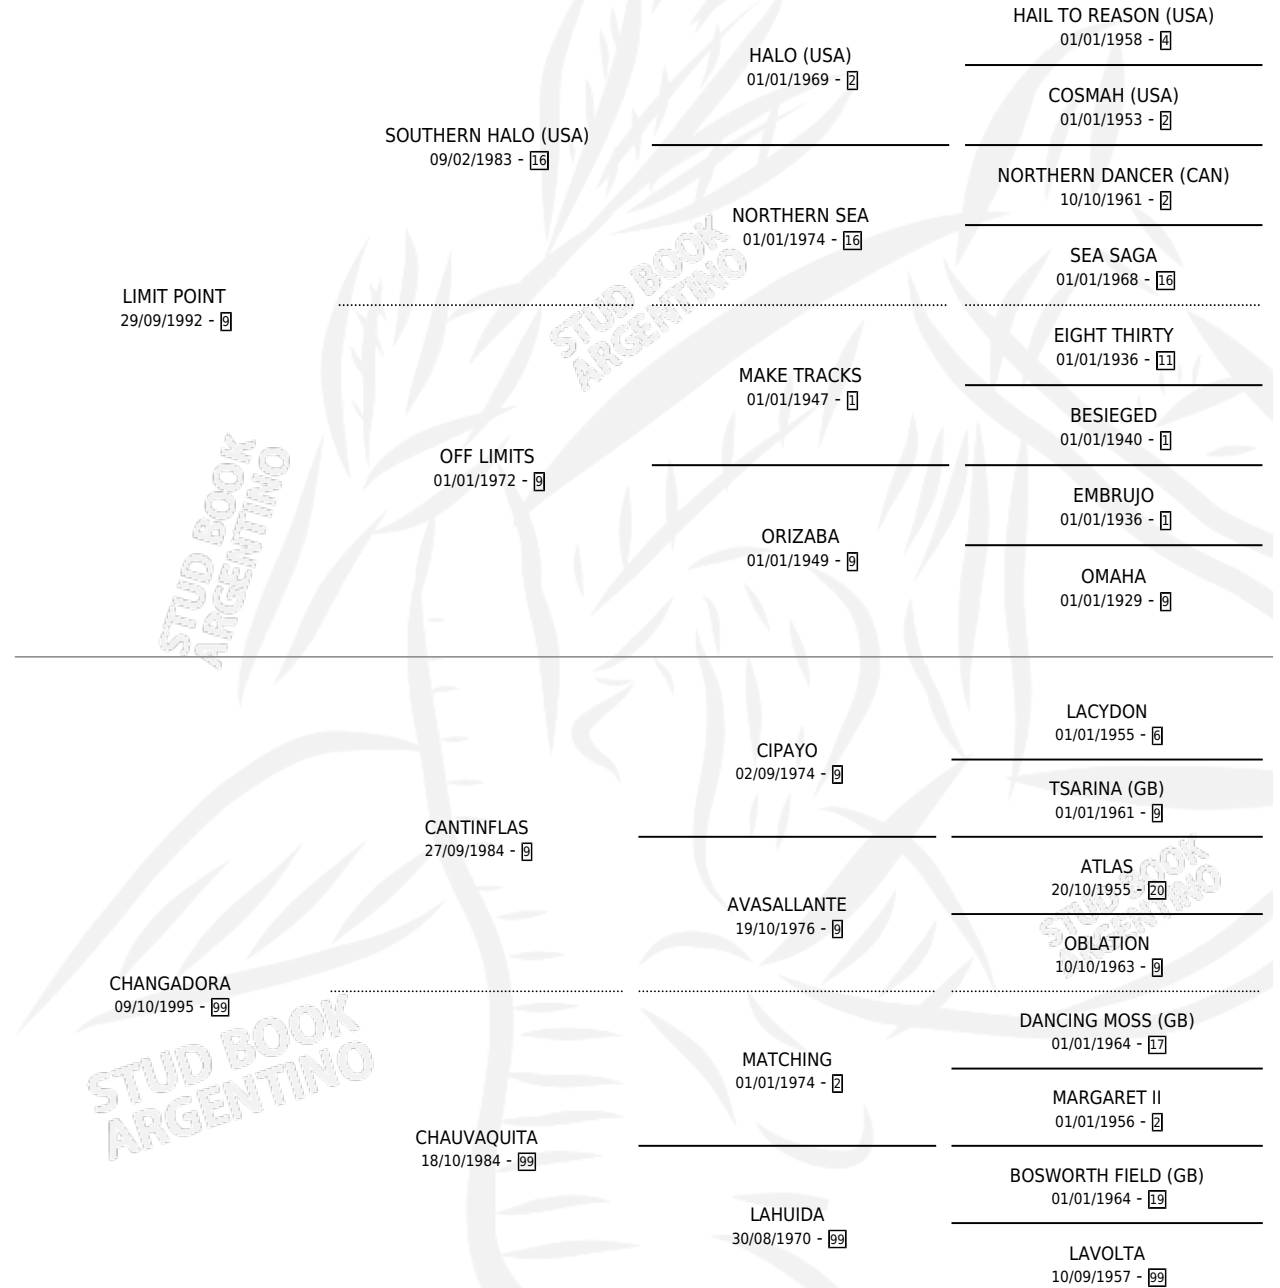 HAIL TO REASON (USA)
01/01/1958 - 4
HALO (USA)
01/01/1969 - 2
COSMAH (USA)
01/01/1953 - 2
SOUTHERN HALO (USA)
09/02/1983 - 16
NORTHERN DANCER (CAN)
10/10/1961 - 2
NORTHERN SEA
01/01/1974 - 16
SEA SAGA
01/01/1968 - 16
LIMIT POINT
29/09/1992 - 9
STUD BOOK
ARGENTINO
EIGHT THIRTY
01/01/1936 - 11
MAKE TRACKS
01/01/1947 - 1
BESIEGED
01/01/1940 - 1
OFF LIMITS
01/01/1972 - 9
EMBRUJO
01/01/1936 - 1
ORIZABA
01/01/1949 - 9
OMAHA
01/01/1929 - 9
STUD BOOK
ARGENTINO
LACYDON
01/01/1955 - 6
CIPAYO
02/09/1974 - 9
TSARINA (GB)
01/01/1961 - 9
CANTINFLAS
27/09/1984 - 9
ATLAS
20/10/1955 - 20
AVASALLANTE
19/10/1976 - 9
STUD BOOK
ARGENTINO
OBLATION
10/10/1963 - 9
CHANGADORA
09/10/1995 - 99
DANCING MOSS (GB)
01/01/1964 - 17
MATCHING
01/01/1974 - 2
STUD BOOK
ARGENTINO
MARGARET II
01/01/1956 - 2
CHAUVAQUITA
18/10/1984 - 99
BOSWORTH FIELD (GB)
01/01/1964 - 19
LAHUIDA
30/08/1970 - 99
LAVOLTA
10/09/1957 - 99